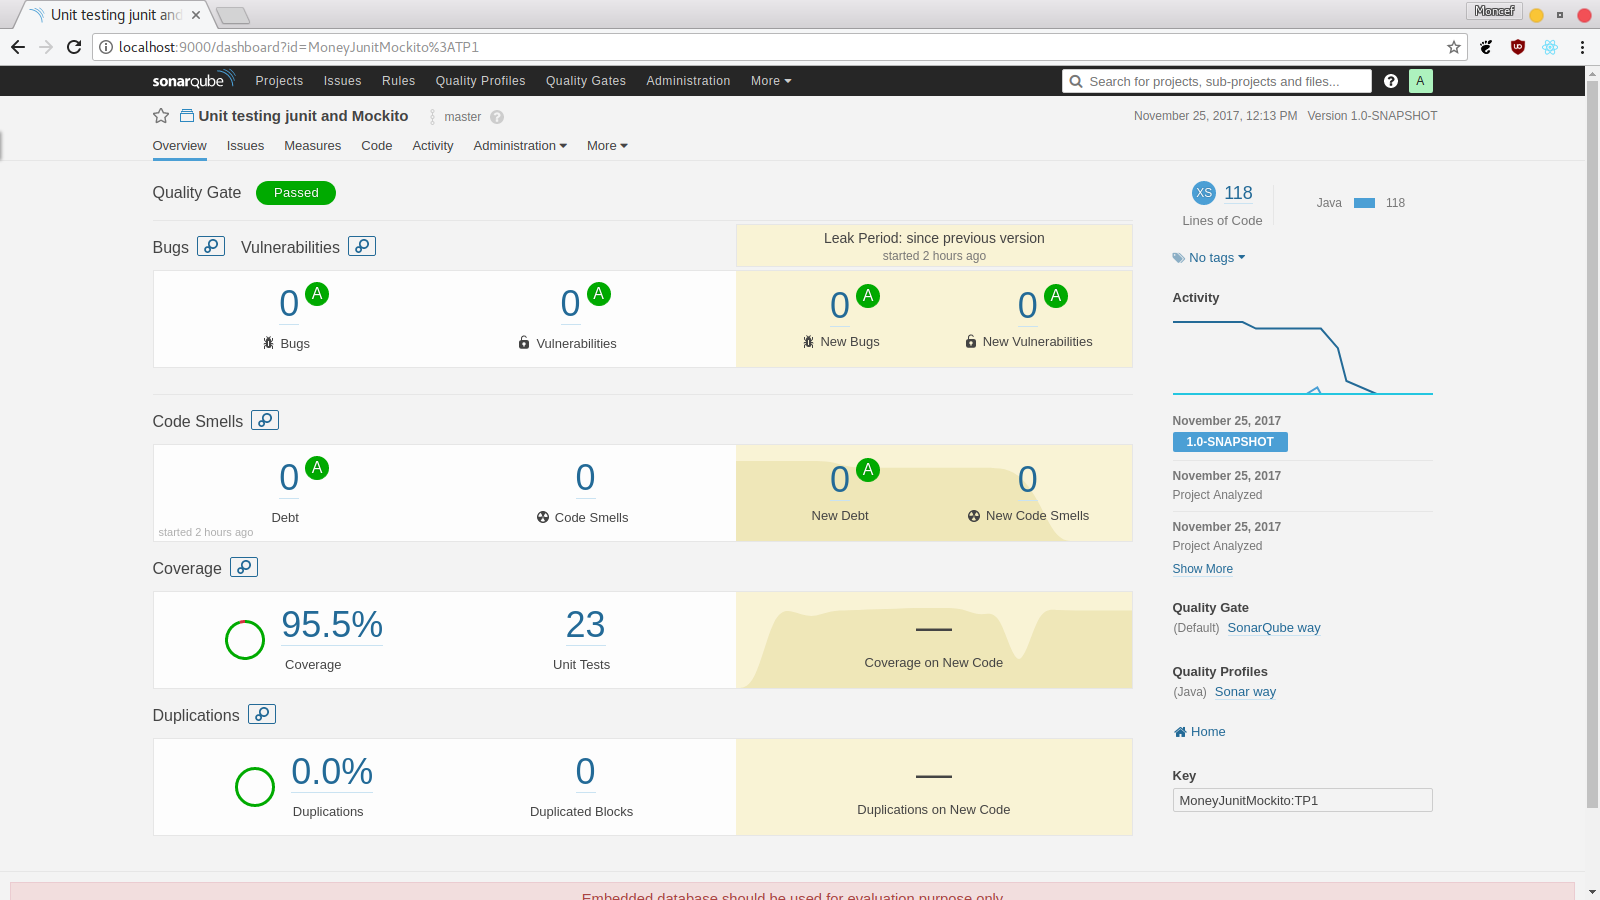 Unit testing junit and
Moncef
localhost:9000/dashboard?id=MoneyJunitMockito%3ATP1
sonarqube Projects Issues Rules Quality Profiles Quality Gates Administration More Search for projects, sub-projects and files... ? A
Unit testing junit and Mockito master ? November 25, 2017, 12:13 PM Version 1.0-SNAPSHOT
Overview Issues Measures Code Activity Administration More
Quality Gate Passed
Bugs Vulnerabilities
Leak Period: since previous version
started 2 hours ago
0 A 0 A 0 A 0 A
Bugs Vulnerabilities New Bugs New Vulnerabilities
Code Smells
0 A 0 0 A 0
Debt Code Smells New Debt New Code Smells
started 2 hours ago
Coverage
95.5% 23 —
Coverage Unit Tests Coverage on New Code
Duplications
0.0% 0 —
Duplications Duplicated Blocks Duplications on New Code
XS 118 Java 118
Lines of Code
No tags
Activity
November 25, 2017
1.0-SNAPSHOT
November 25, 2017
Project Analyzed
November 25, 2017
Project Analyzed
Show More
Quality Gate
(Default) SonarQube way
Quality Profiles
(Java) Sonar way
Home
Key
MoneyJunitMockito:TP1
Embedded database should be used for evaluation purpose only